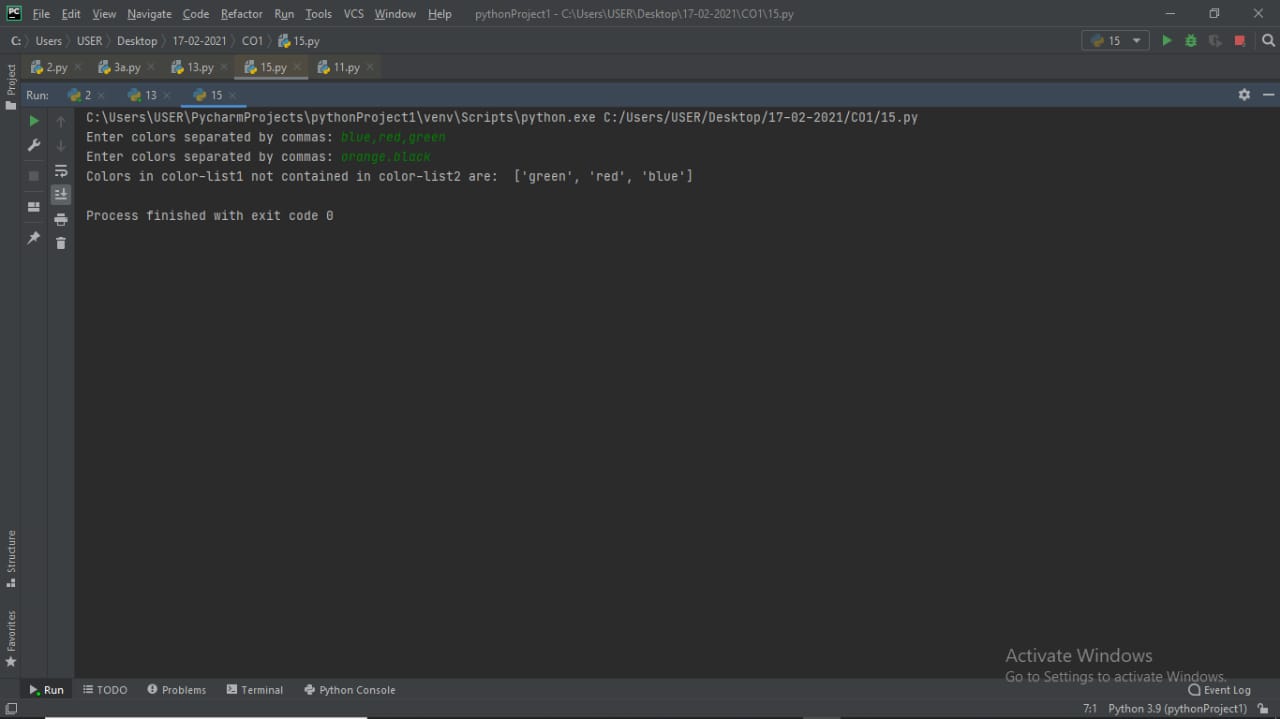 PC File Edit View Navigate Code Refactor Run Tools VCS Window Help pythonProject1 - C:\Users\USER\Desktop\17-02-2021\CO1\15.py
C: Users USER Desktop 17-02-2021 CO1 15.py 15
2.py 3a.py 13.py 15.py 11.py
Project
Run: 2 13 15
C:\Users\USER\PycharmProjects\pythonProject1\venv\Scripts\python.exe C:/Users/USER/Desktop/17-02-2021/CO1/15.py
Enter colors separated by commas: blue,red,green
Enter colors separated by commas: orange.black
Colors in color-list1 not contained in color-list2 are:  ['green', 'red', 'blue']
Process finished with exit code 0
Structure
Favorites
Activate Windows
Go to Settings to activate Windows.
Run TODO Problems Terminal Python Console Event Log
7:1 Python 3.9 (pythonProject1)